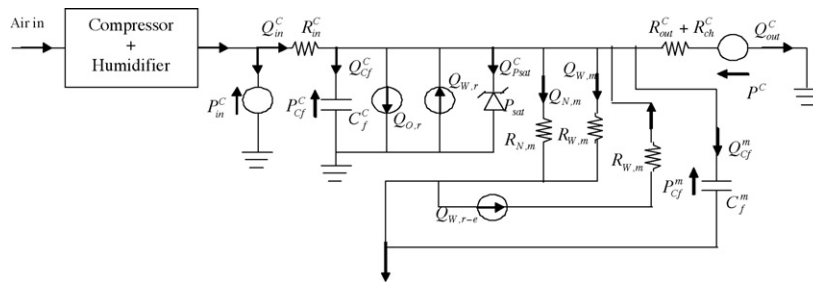 Air in
Compressor
+
Humidifier
Q_in^C
R_in^C
P_in^C
Q_Cf^C
P_Cf^C
C_f^C
Q_O,r
Q_W,r
Q_Psat^C
P_sat
Q_N,m
R_N,m
Q_W,m
R_W,m
R_W,m
Q_W,r-e
R_out^C + R_ch^C
Q_out^C
P^C
Q_Cf^m
P_Cf^m
C_f^m